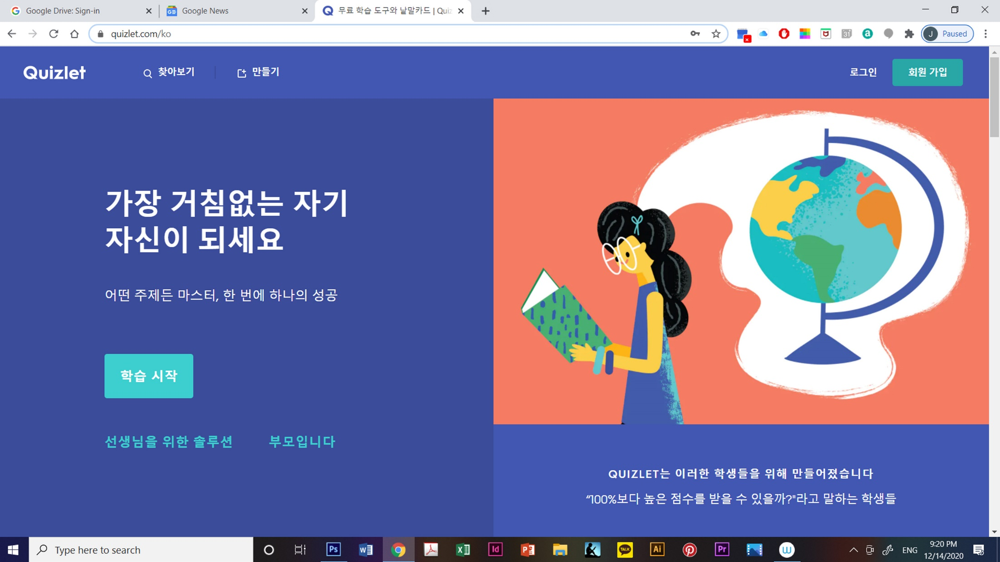 Google Drive: Sign-in
Google News
무료 학습 도구와 낱말카드 | Quiz
quizlet.com/ko
J Paused
Quizlet
찾아보기
만들기
로그인
회원 가입
가장 거침없는 자기
자신이 되세요
어떤 주제든 마스터, 한 번에 하나의 성공
학습 시작
선생님을 위한 솔루션
부모입니다
QUIZLET는 이러한 학생들을 위해 만들어졌습니다
“100%보다 높은 점수를 받을 수 있을까?"라고 말하는 학생들
Type here to search
Ps
Id
TALK
Ai
Pr
ENG
9:20 PM
12/14/2020